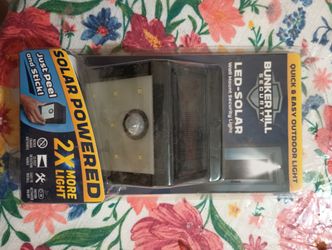 Just Peel
and Stick!
SOLAR POWERED
2X
MORE
LIGHT
BUNKER HILL
SECURITY
LED-SOLAR
Wall Mount Security Light
QUICK & EASY OUTDOOR LIGHT